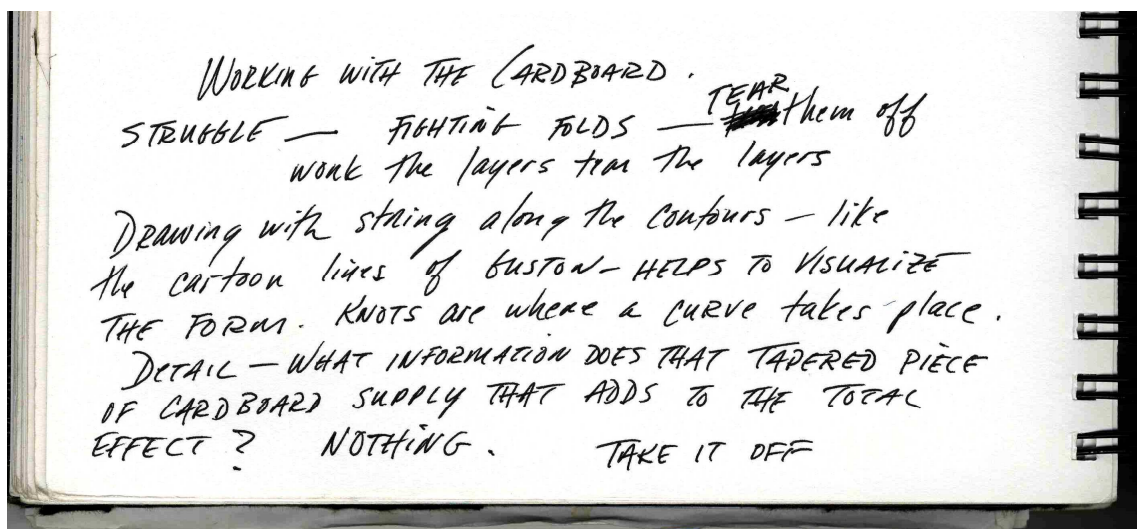 WORKING WITH THE CARDBOARD.
STRUGGLE — FIGHTING FOLDS — TEAR them off
work the layers tear the layers
Drawing with string along the contours — like
the cartoon lines of GUSTON — HELPS TO VISUALIZE
THE FORM. KNOTS are where a CURVE takes place.
DETAIL — WHAT INFORMATION DOES THAT TAPERED PIECE
OF CARDBOARD SUPPLY THAT ADDS TO THE TOTAL
EFFECT? NOTHING. TAKE IT OFF